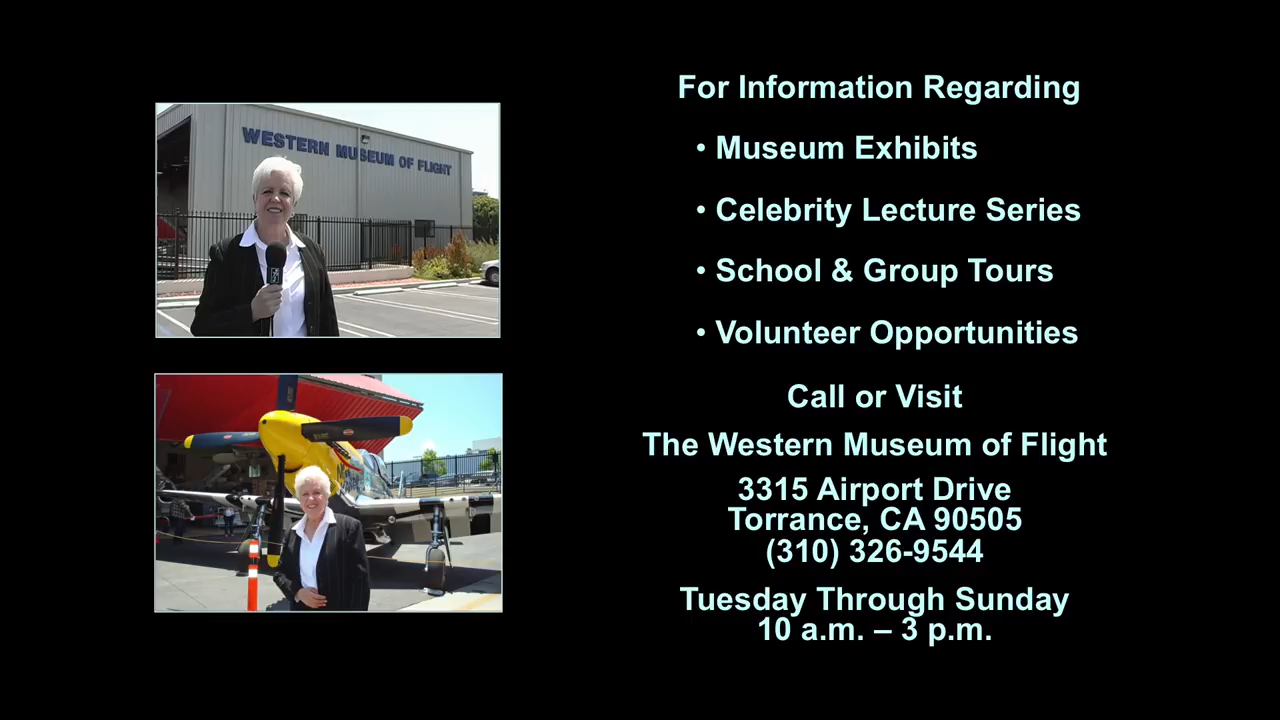 WESTERN MUSEUM OF FLIGHT
For Information Regarding
• Museum Exhibits
• Celebrity Lecture Series
• School & Group Tours
• Volunteer Opportunities
Call or Visit
The Western Museum of Flight
3315 Airport Drive
Torrance, CA 90505
(310) 326-9544
Tuesday Through Sunday
10 a.m. – 3 p.m.